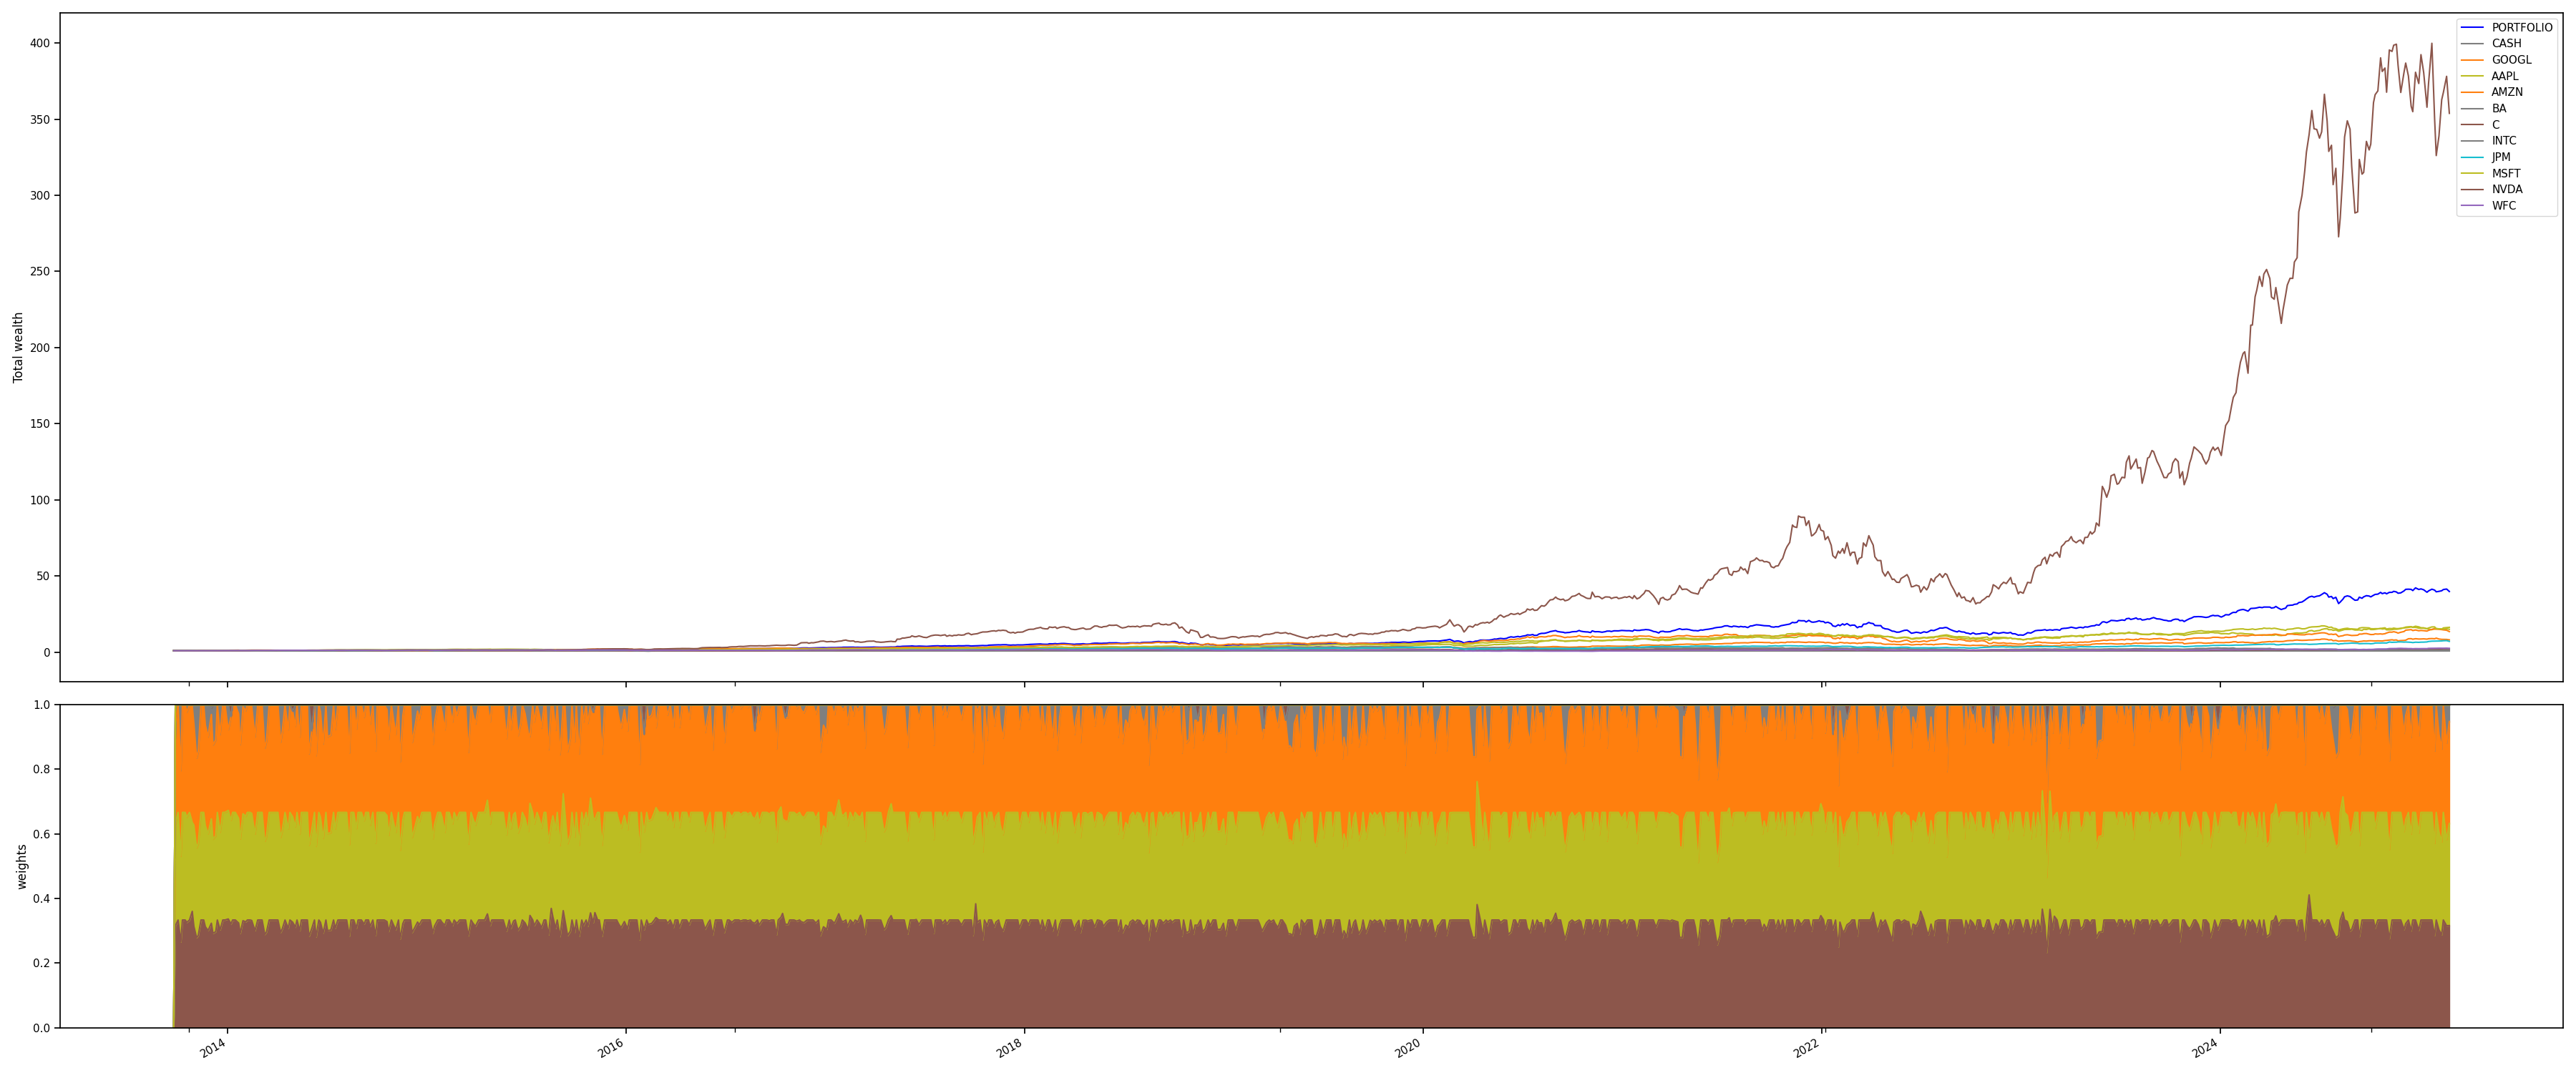 Total wealth
400
350
300
250
200
150
100
50
0
PORTFOLIO
CASH
GOOGL
AAPL
AMZN
BA
C
INTC
JPM
MSFT
NVDA
WFC
weights
1.0
0.8
0.6
0.4
0.2
0.0
2014
2016
2018
2020
2022
2024